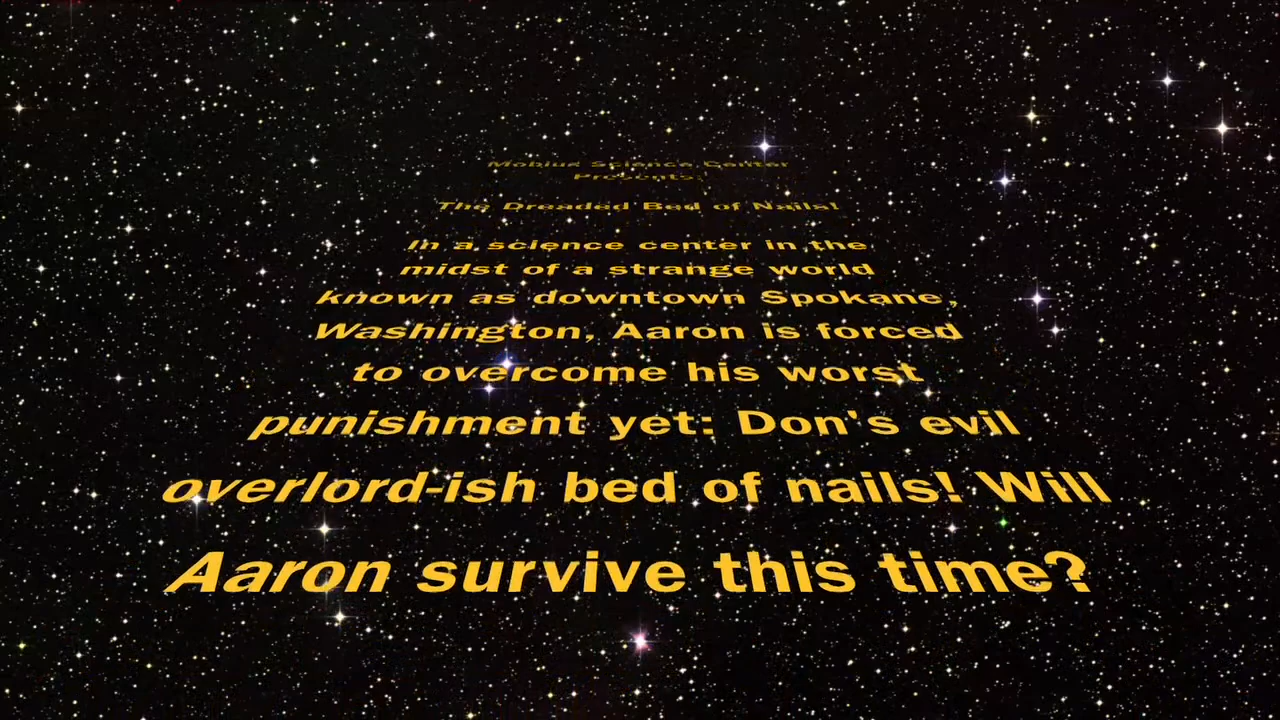 Mobius Science Center
Presents:
The Dreaded Bed of Nails!
In a science center in the
midst of a strange world
known as downtown Spokane,
Washington, Aaron is forced
to overcome his worst
punishment yet: Don's evil
overlord-ish bed of nails! Will
Aaron survive this time?